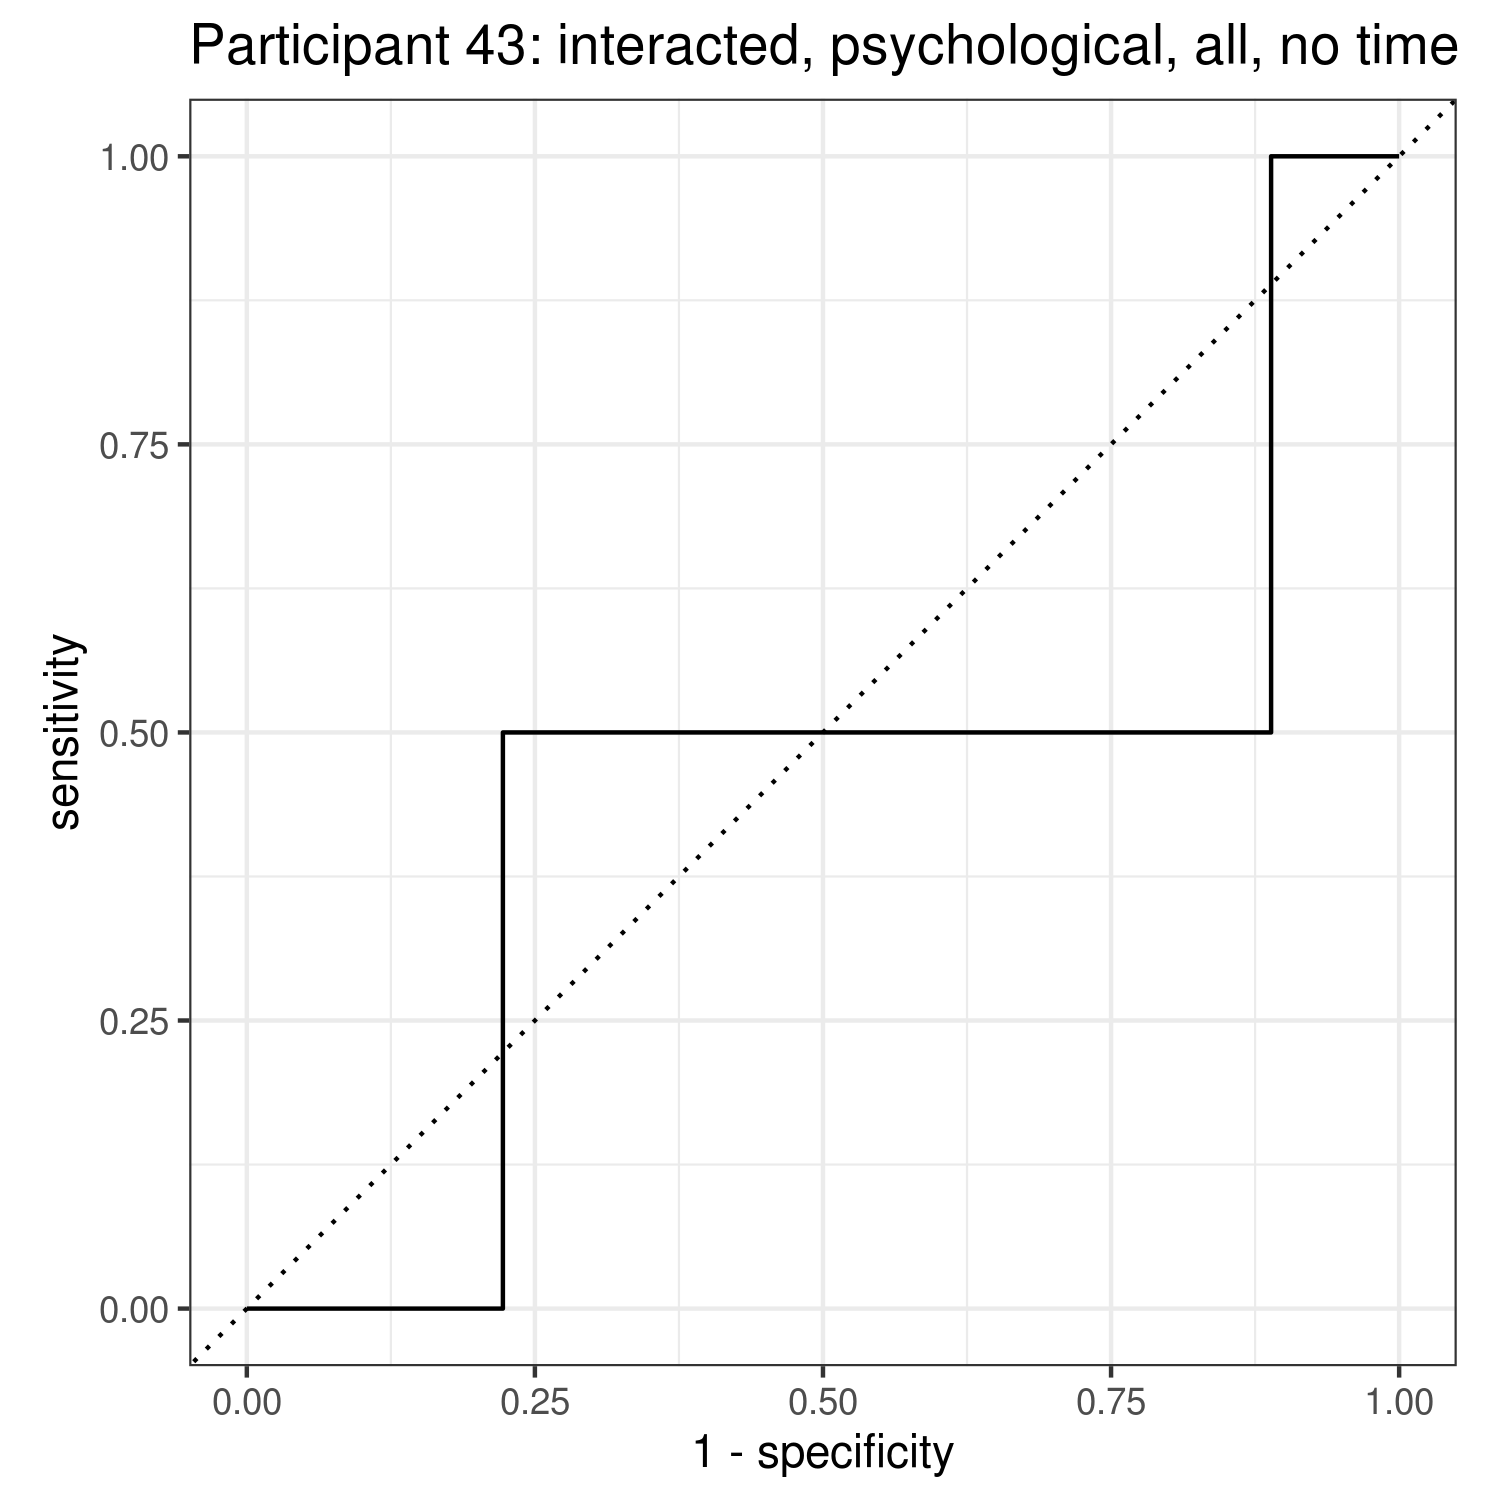 Participant 43: interacted, psychological, all, no time
1.00
0.75
0.50
0.25
0.00
sensitivity
0.00 0.25 0.50 0.75 1.00
1 - specificity